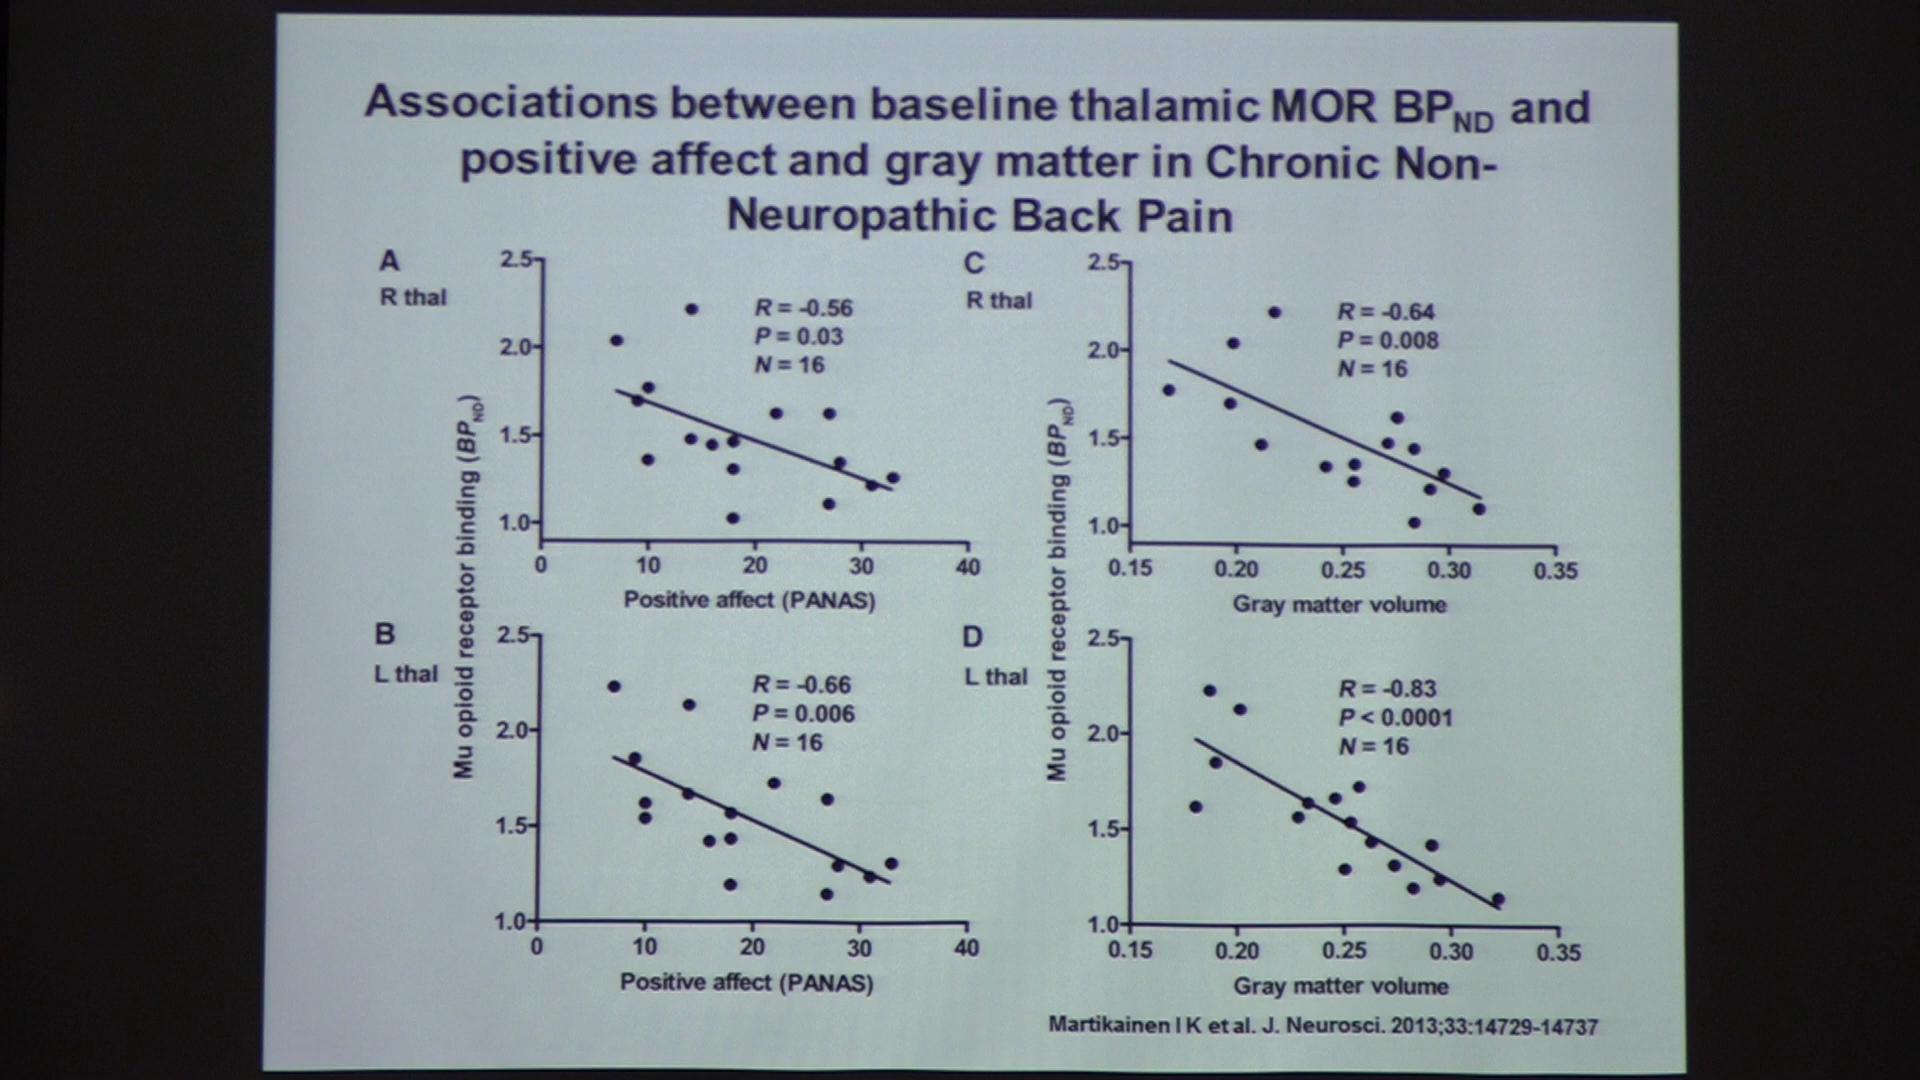 Associations between baseline thalamic MOR BPND and
positive affect and gray matter in Chronic Non-
Neuropathic Back Pain
A
R thal
2.5
2.0
1.5
1.0
R = -0.56
P = 0.03
N = 16
0 10 20 30 40
Positive affect (PANAS)
Mu opioid receptor binding (BPND)
B
L thal
2.5
2.0
1.5
1.0
R = -0.66
P = 0.006
N = 16
0 10 20 30 40
Positive affect (PANAS)
C
R thal
2.5
2.0
1.5
1.0
R = -0.64
P = 0.008
N = 16
0.15 0.20 0.25 0.30 0.35
Gray matter volume
Mu opioid receptor binding (BPND)
D
L thal
2.5
2.0
1.5
1.0
R = -0.83
P < 0.0001
N = 16
0.15 0.20 0.25 0.30 0.35
Gray matter volume
Martikainen I K et al. J. Neurosci. 2013;33:14729-14737